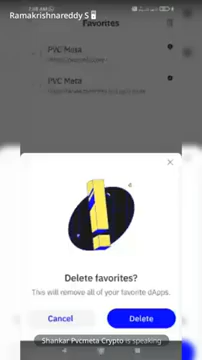 Ramakrishnareddy S
Favorites
PVC Meta
PVC Meta
Delete favorites?
This will remove all of your favorite dApps.
Cancel
Delete
Shankar Pvcmeta Crypto is speaking